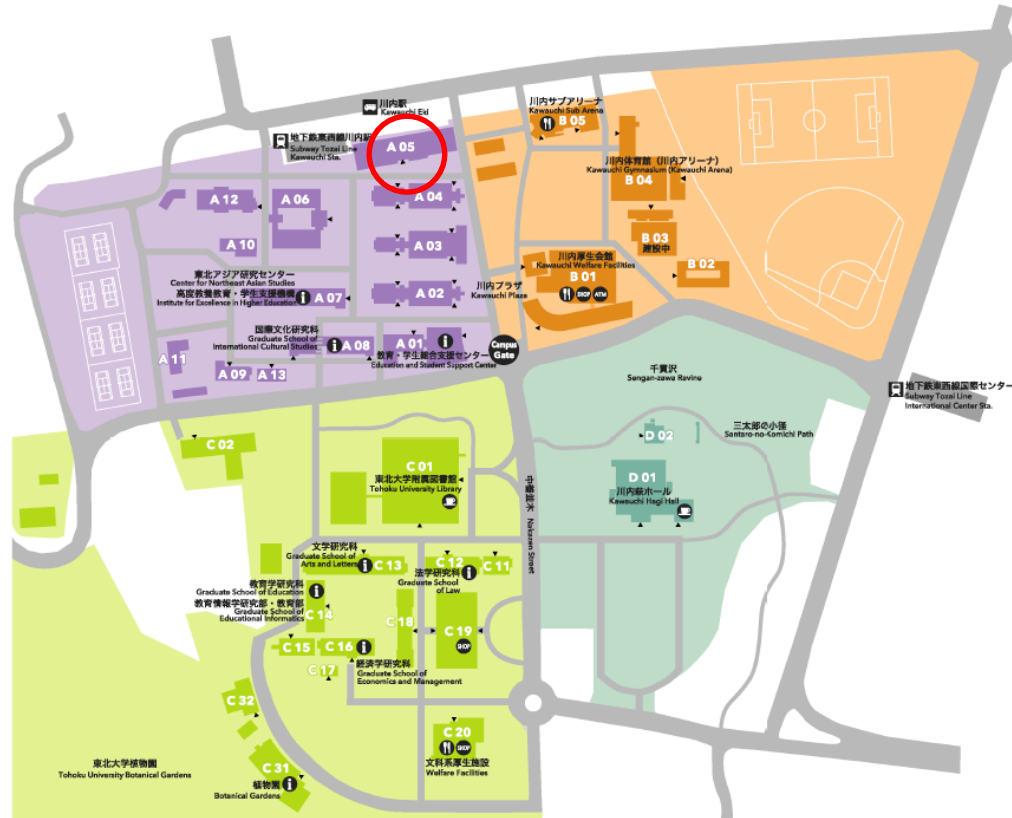 川内駅
Kawauchi Eki
地下鉄東西線川内駅
Subway Tozai Line
Kawauchi Sta.
A 05
川内サブアリーナ
Kawauchi Sub Arena
B 05
川内体育館（川内アリーナ）
Kawauchi Gymnasium (Kawauchi Arena)
B 04
A 12
A 06
A 04
A 10
A 03
B 03
建設中
B 02
東北アジア研究センター
Center for Northeast Asian Studies
高度教養教育・学生支援機構
Institute for Excellence in Higher Education
A 07
A 02
川内厚生会館
Kawauchi Welfare Facilities
B 01
SHOP
ATM
川内プラザ
Kawauchi Plaza
国際文化研究科
Graduate School of
International Cultural Studies
A 08
A 01
教育・学生総合支援センター
Education and Student Support Center
Campus
Gate
A 11
A 09
A 13
千貫沢
Sengan-zawa Ravine
地下鉄東西線国際センター
Subway Tozai Line
International Center Sta.
三太郎の小径
Santaro-no-Komichi Path
C 02
C 01
東北大学附属図書館
Tohoku University Library
D 02
D 01
川内萩ホール
Kawauchi Hagi Hall
中善並木 Nakazen Street
文学研究科
Graduate School of
Arts and Letters
C 13
C 12
C 11
法学研究科
Graduate School
of Law
教育学研究科
Graduate School of Education
教育情報学研究部・教育部
Graduate School of
Educational Informatics
C 14
C 18
C 19
SHOP
C 15
C 16
C 17
経済学研究科
Graduate School of
Economics and Management
C 32
C 20
SHOP
文科系厚生施設
Welfare Facilities
C 31
植物園
Botanical Gardens
東北大学植物園
Tohoku University Botanical Gardens